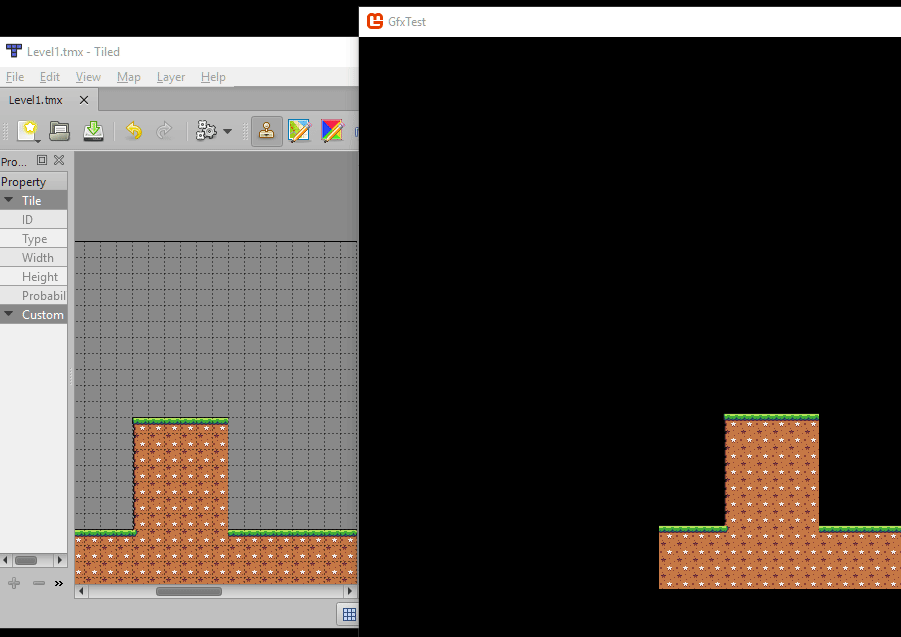 GfxTest
Level1.tmx - Tiled
File Edit View Map Layer Help
Level1.tmx
Pro...
Property
Tile
ID
Type
Width
Height
Probabil
Custom